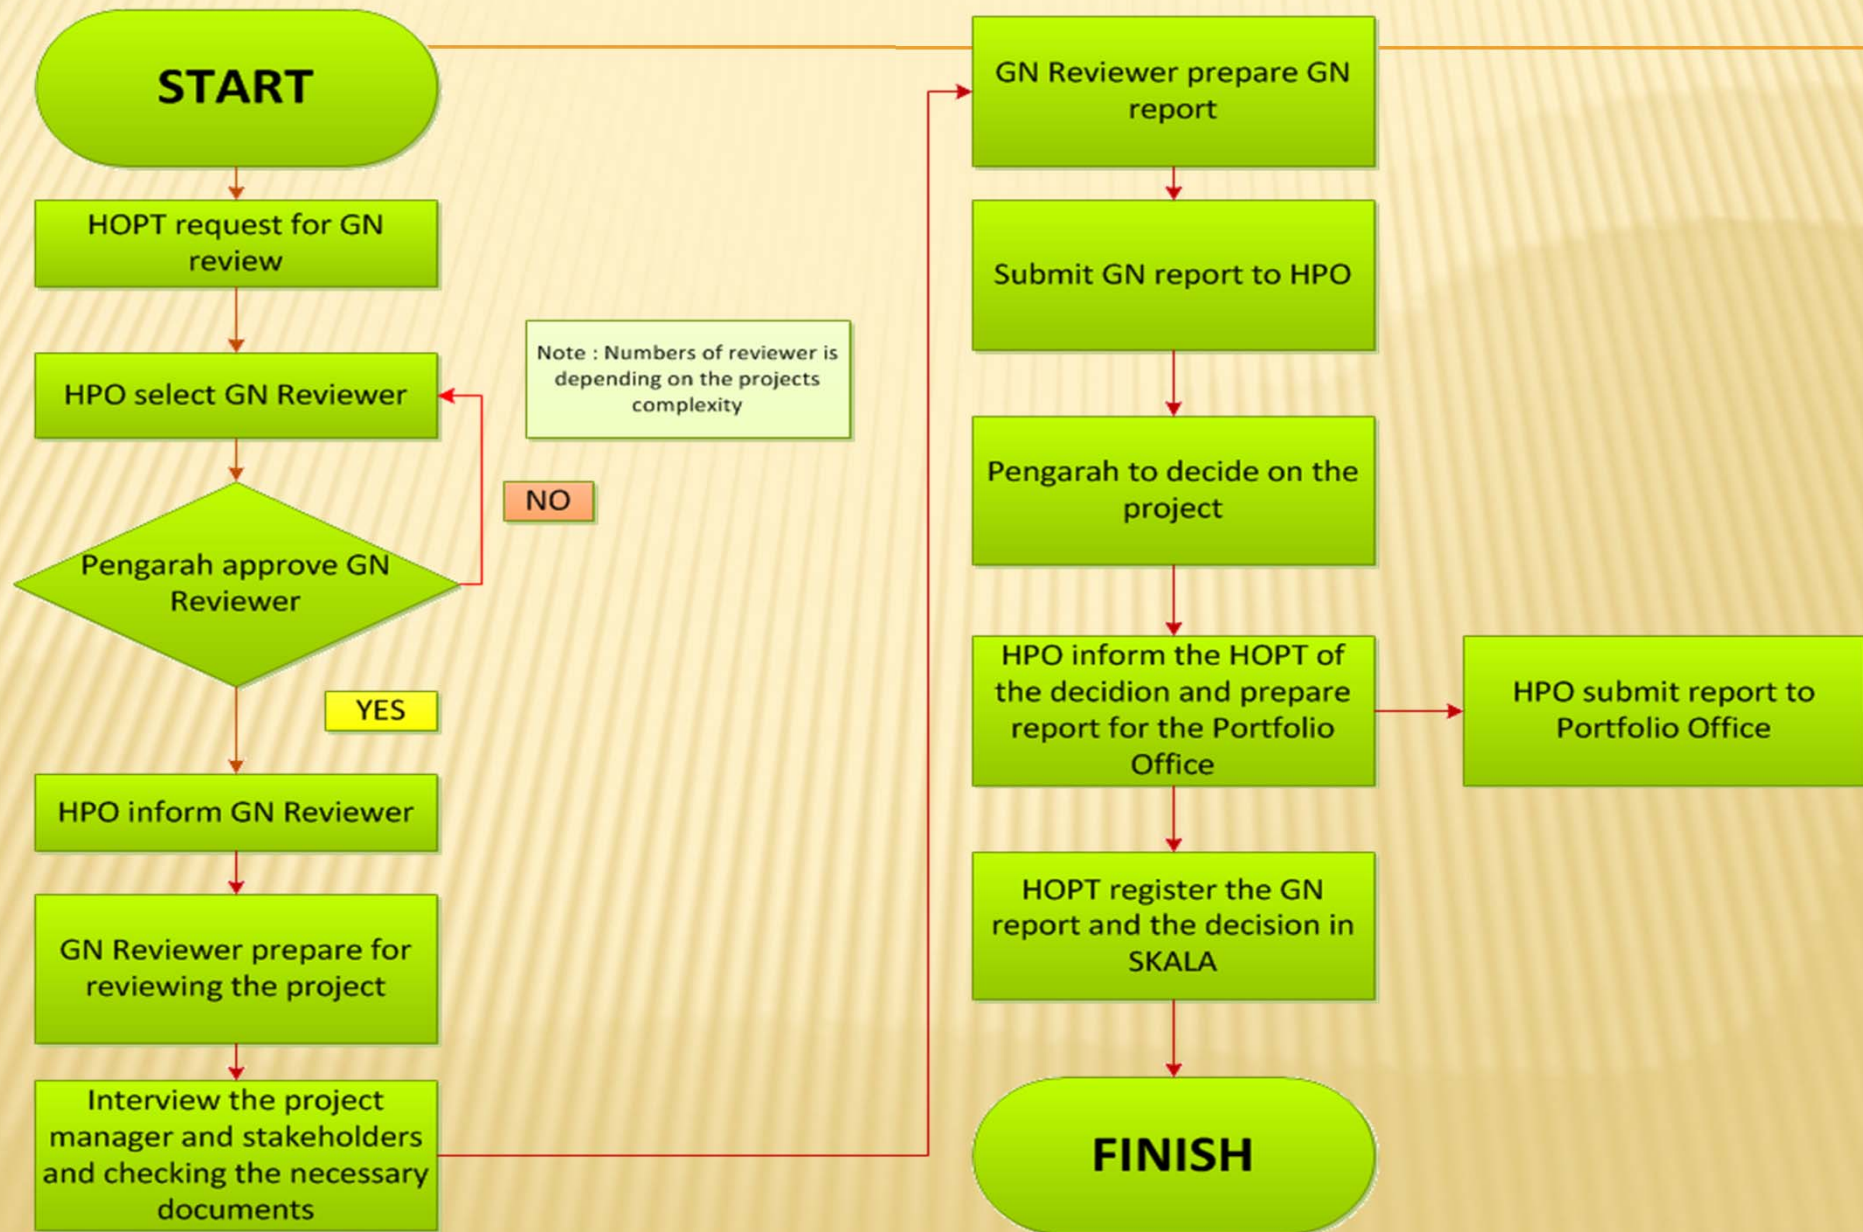 START
HOPT request for GN
review
HPO select GN Reviewer
Note : Numbers of reviewer is
depending on the projects
complexity
NO
Pengarah approve GN
Reviewer
YES
HPO inform GN Reviewer
GN Reviewer prepare for
reviewing the project
Interview the project
manager and stakeholders
and checking the necessary
documents
GN Reviewer prepare GN
report
Submit GN report to HPO
Pengarah to decide on the
project
HPO inform the HOPT of
the decidion and prepare
report for the Portfolio
Office
HPO submit report to
Portfolio Office
HOPT register the GN
report and the decision in
SKALA
FINISH